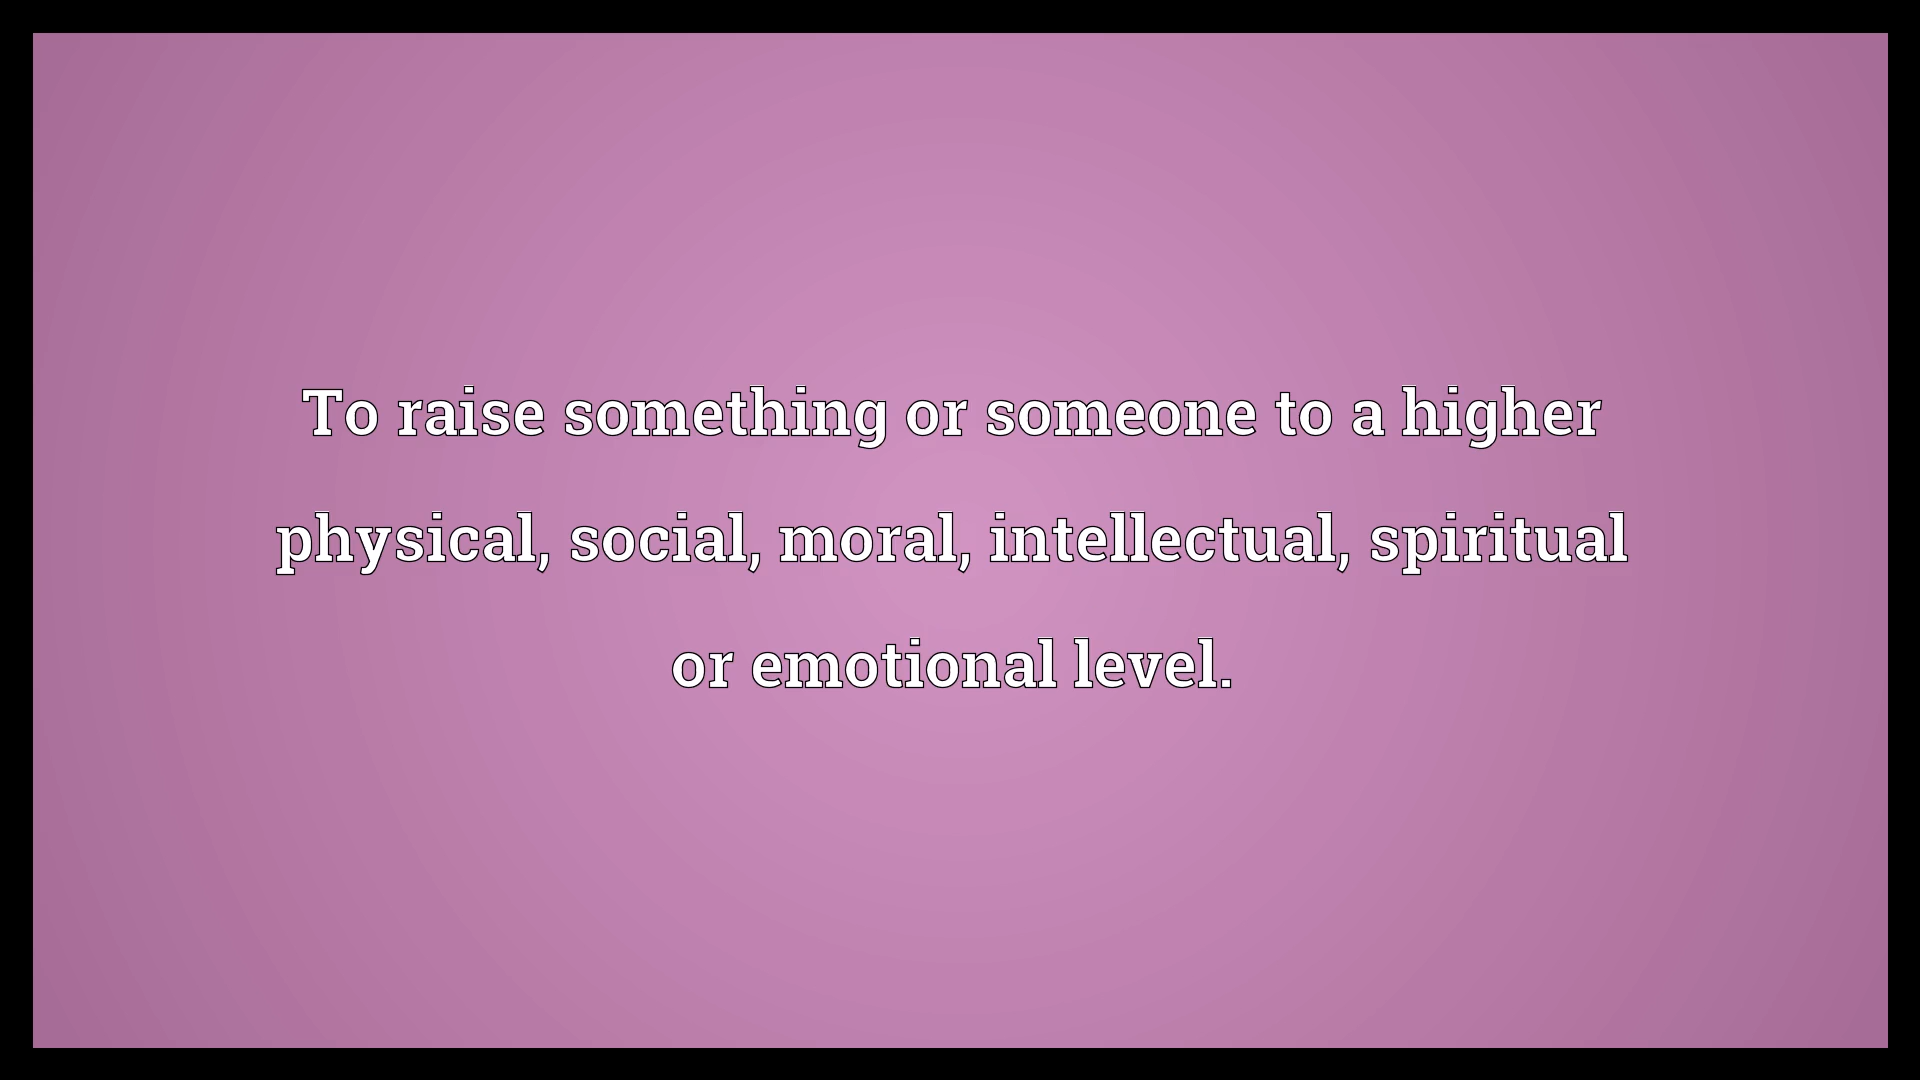 To raise something or someone to a higher
physical, social, moral, intellectual, spiritual
or emotional level.